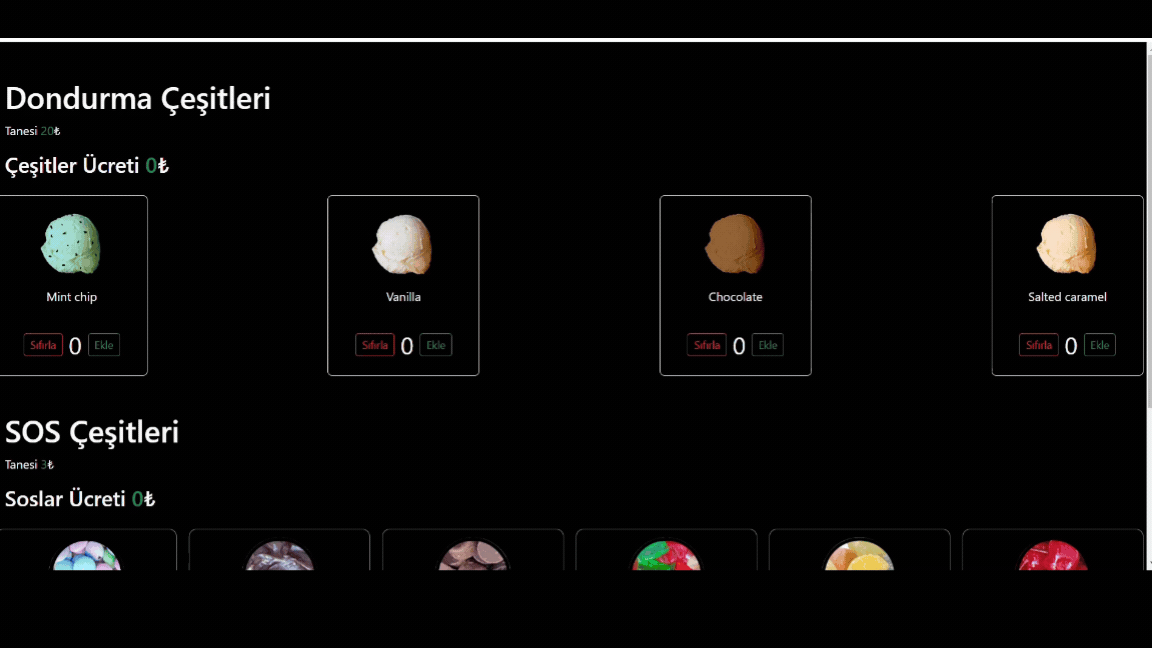 Dondurma Çeşitleri
Tanesi 20₺
Çeşitler Ücreti 0₺
Mint chip
Vanilla
Chocolate
Salted caramel
Sıfırla 0 Ekle
Sıfırla 0 Ekle
Sıfırla 0 Ekle
Sıfırla 0 Ekle
SOS Çeşitleri
Tanesi 3₺
Soslar Ücreti 0₺